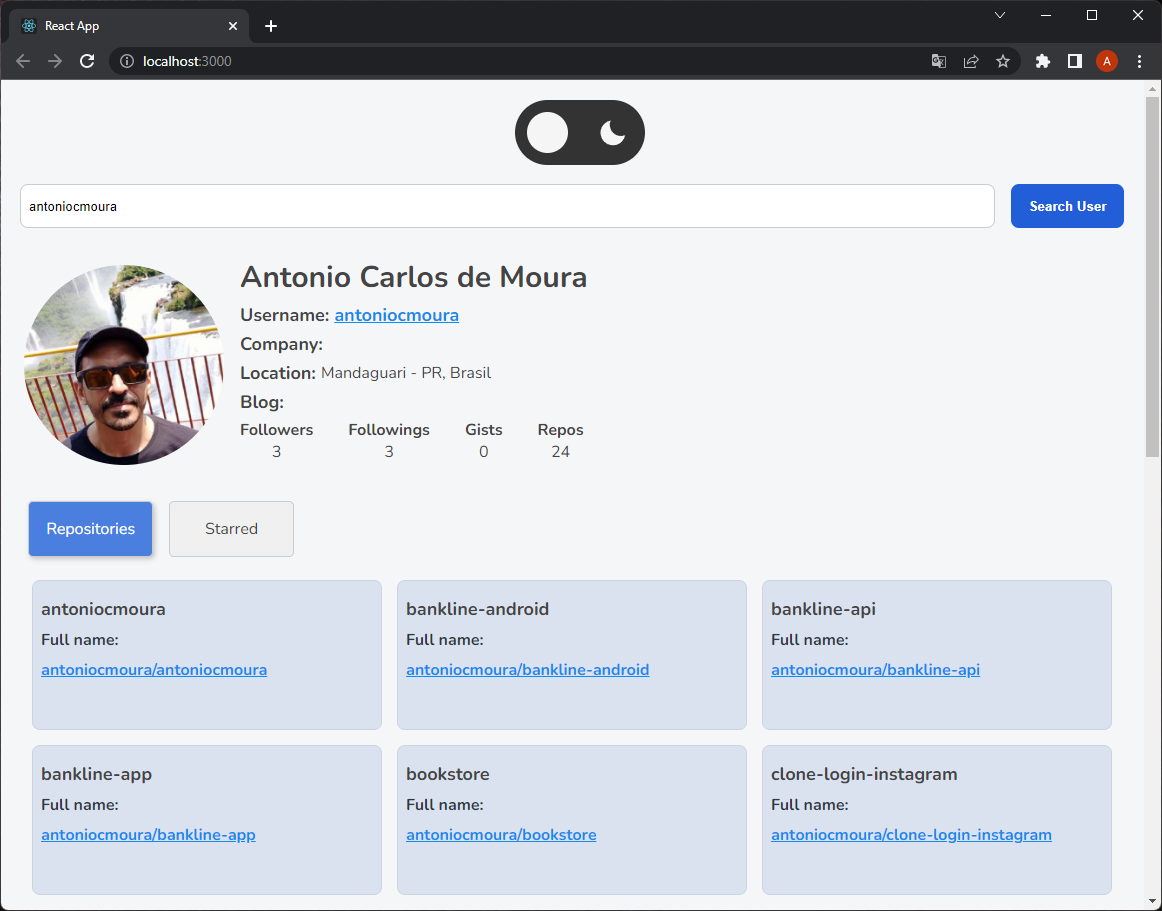 React App
localhost:3000
A
antoniocmoura
Search User
Antonio Carlos de Moura
Username: antoniocmoura
Company:
Location: Mandaguari - PR, Brasil
Blog:
Followers Followings Gists Repos
3 3 0 24
Repositories Starred
antoniocmoura
Full name:
antoniocmoura/antoniocmoura
bankline-android
Full name:
antoniocmoura/bankline-android
bankline-api
Full name:
antoniocmoura/bankline-api
bankline-app
Full name:
antoniocmoura/bankline-app
bookstore
Full name:
antoniocmoura/bookstore
clone-login-instagram
Full name:
antoniocmoura/clone-login-instagram